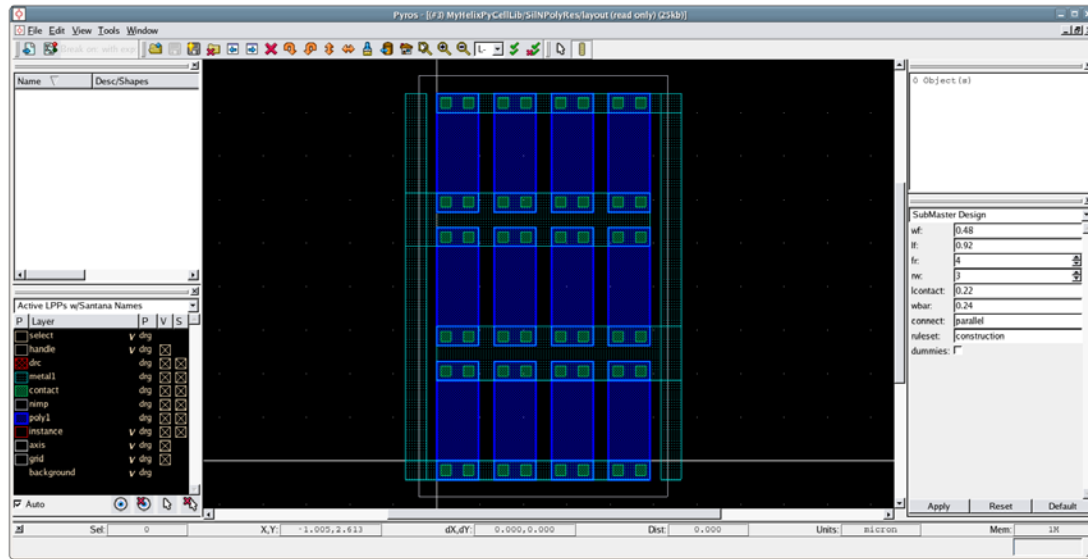 Pyros - [(#3) MyHelixPyCellLib/SilNPolyRes/layout (read only) (25kb)]
File Edit View Tools Window
Break on: with exp
L-
Name Desc/Shapes
0 Object(s)
SubMaster Design
wf: 0.48
lf: 0.92
fr: 4
rw: 3
lcontact: 0.22
wbar: 0.24
connect: parallel
ruleset: construction
dummies:
Apply Reset Default
Active LPPs w/Santana Names
P Layer P V S
select v drg
handle v drg
drc drg
metal1 drg
contact drg
nimp drg
poly1 drg
instance v drg
axis v drg
grid v drg
background v drg
Auto
Sel: 0 X,Y: -1.005,2.613 dX,dY: 0.000,0.000 Dist: 0.000 Units: micron Mem: 1M